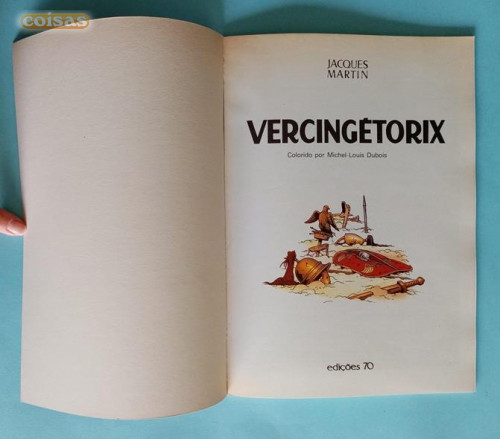 coisas
JACQUES
MARTIN
VERCINGÉTORIX
Colorido por Michel-Louis Dubois
edições 70